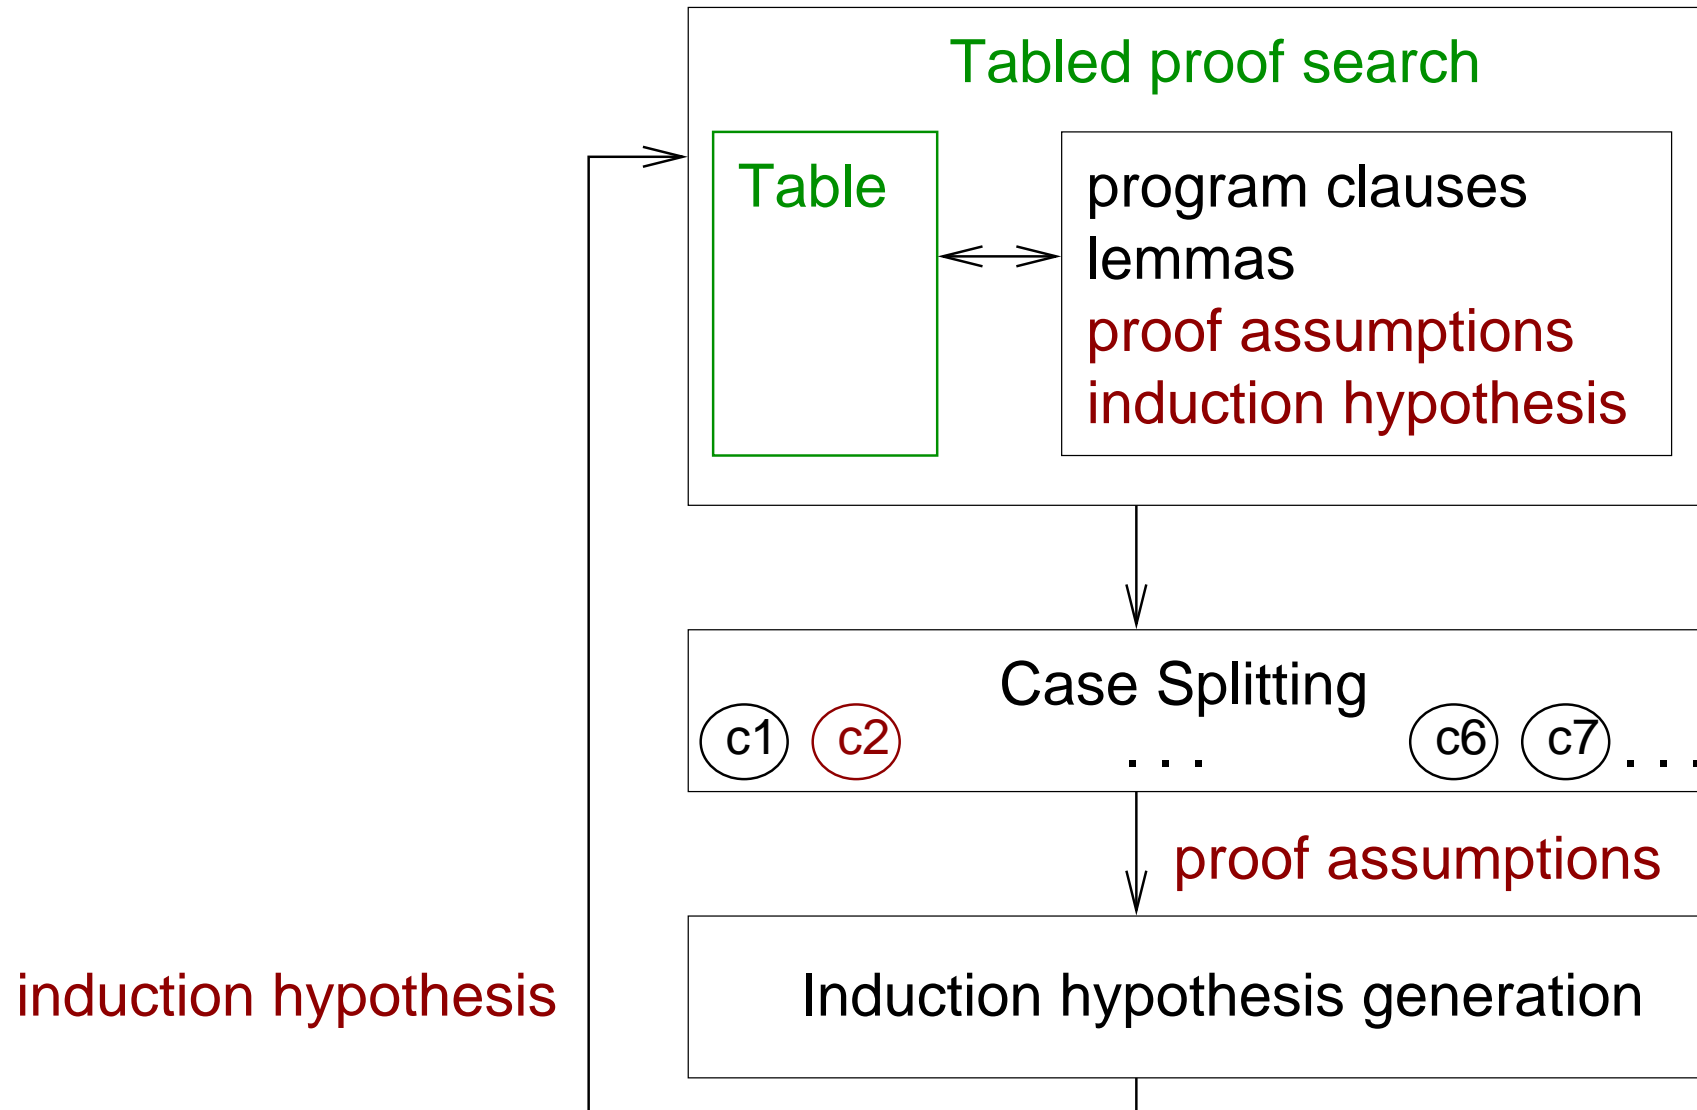 Tabled proof search
Table
program clauses
lemmas
proof assumptions
induction hypothesis
Case Splitting
c1 c2 . . . c6 c7 . . .
proof assumptions
induction hypothesis
Induction hypothesis generation